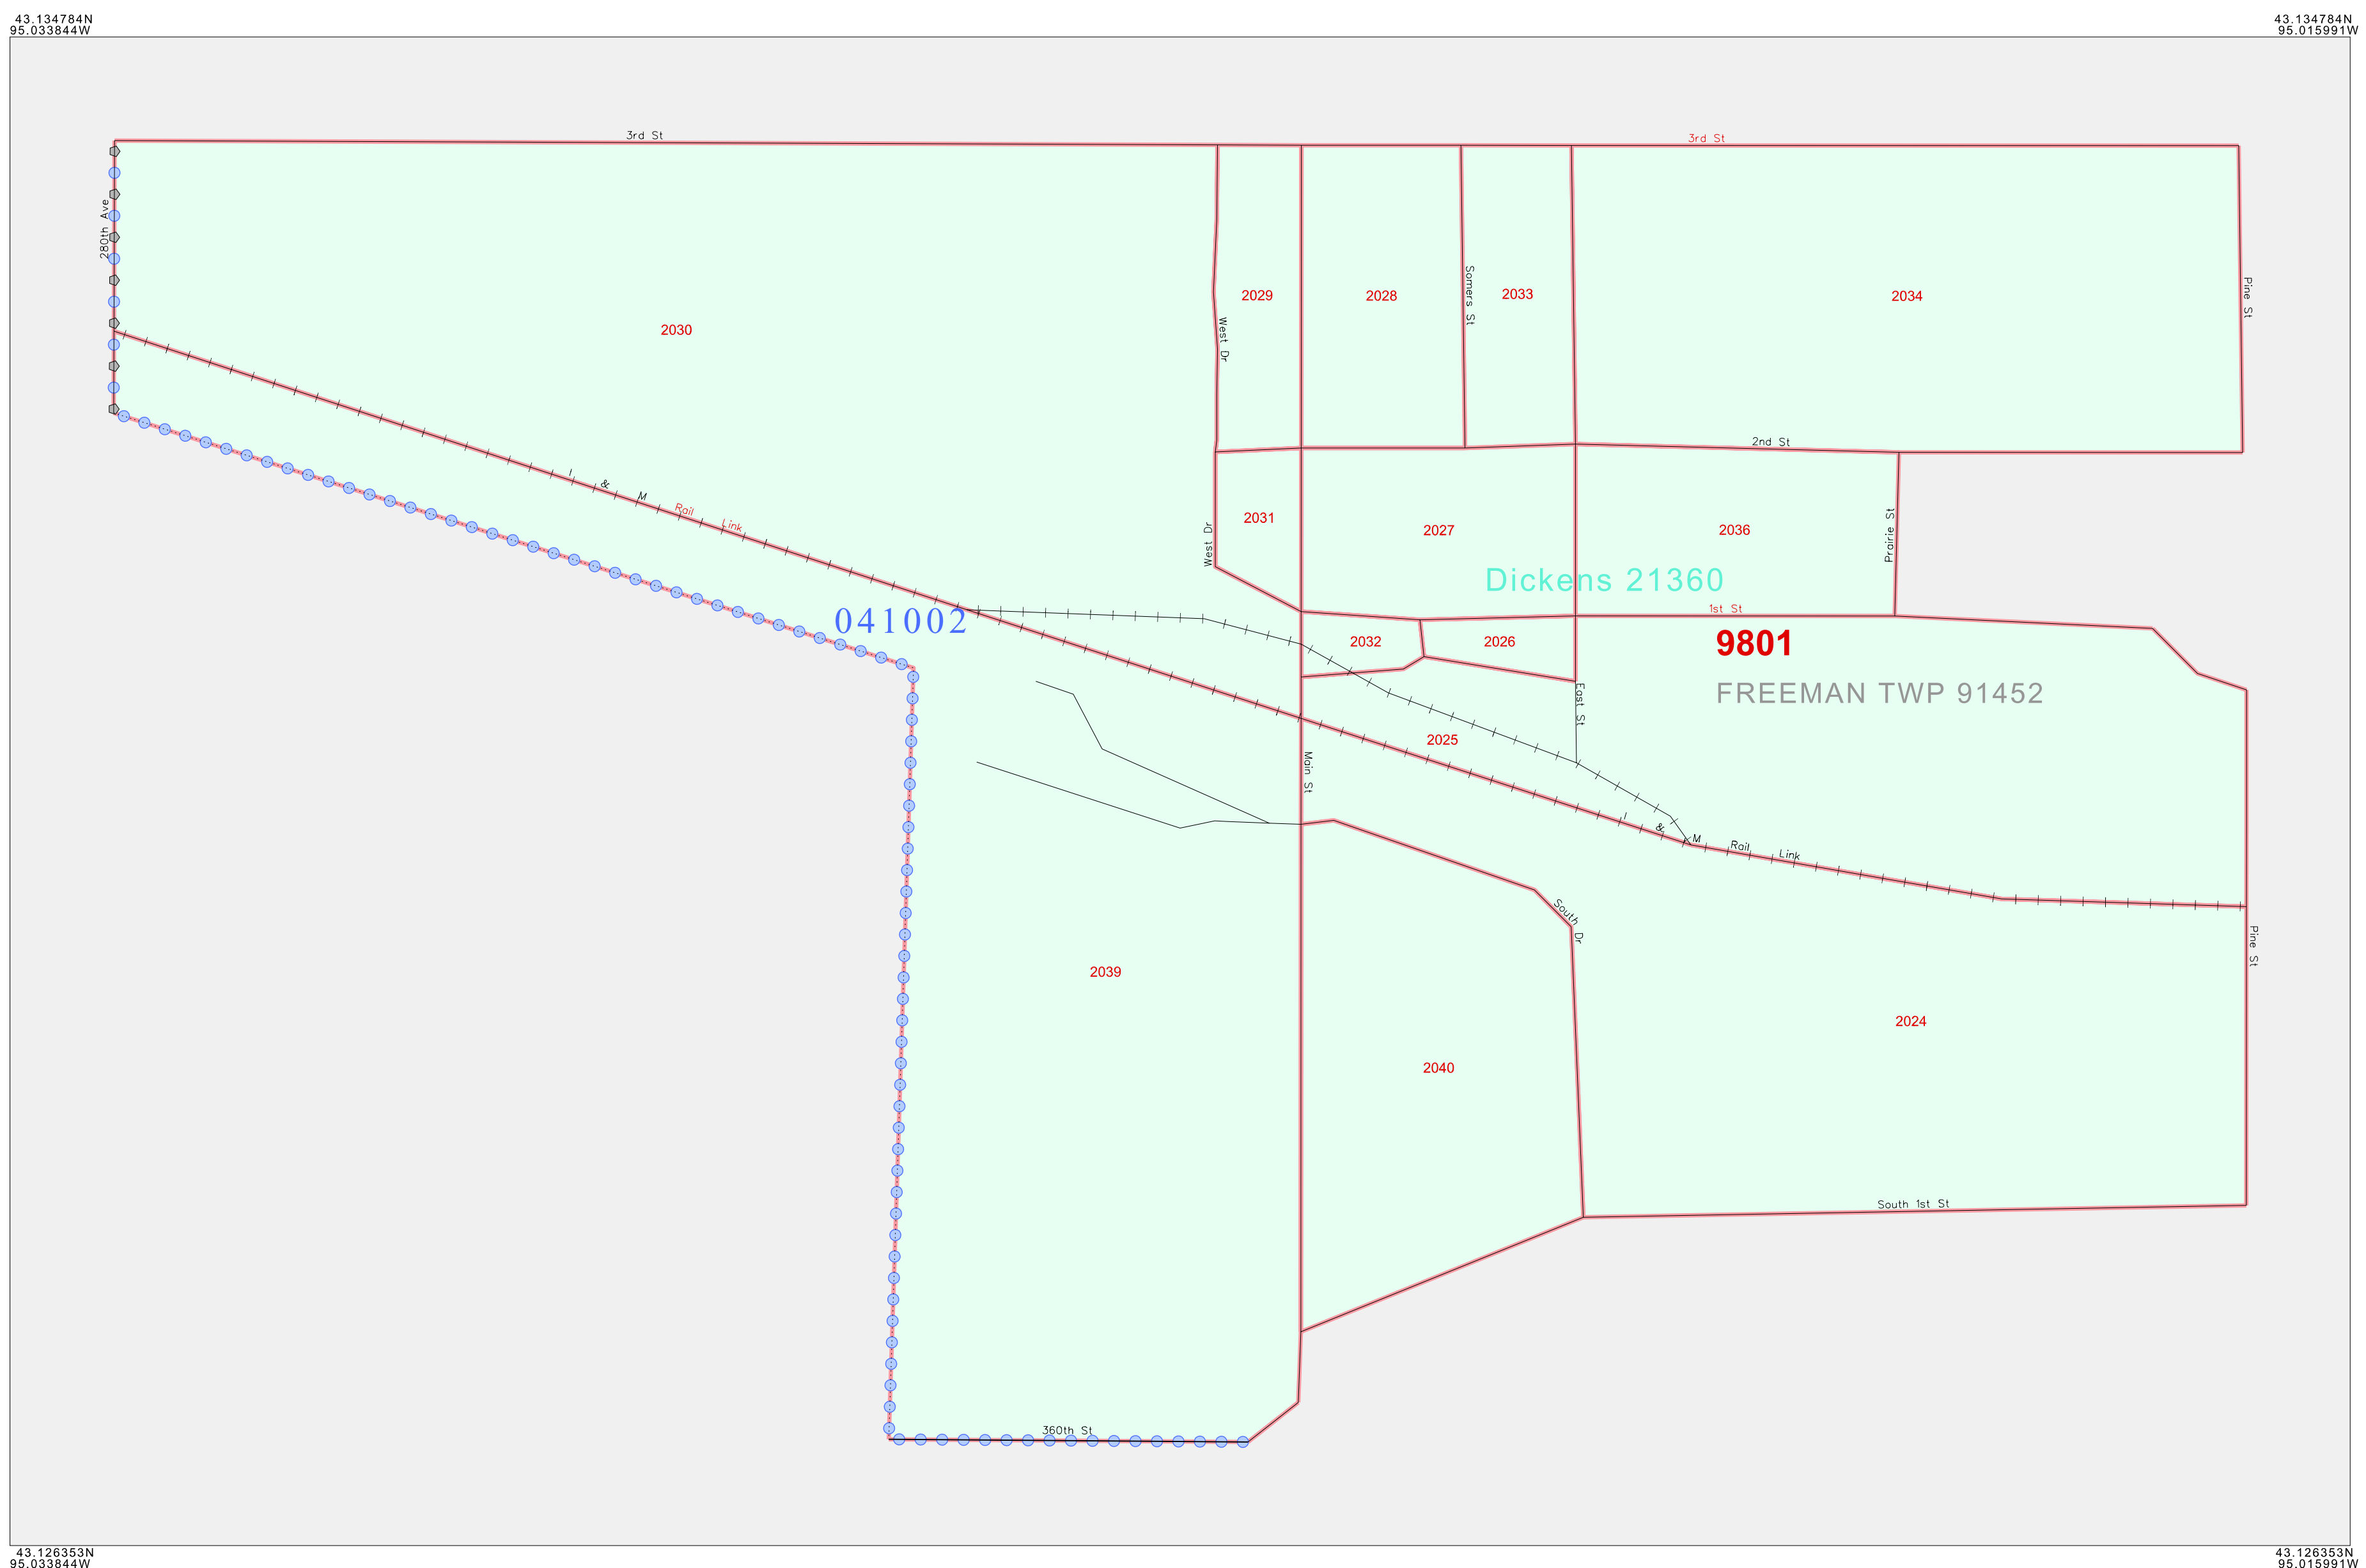 43.134784N
95.033844W
43.134784N
95.015991W
3rd St
3rd St
280th Ave
2030
2029
2028
2033
2034
Somers St
Pine St
West Dr
2nd St
I & M Rail Link
2031
2027
2036
West Dr
Prairie St
Dickens 21360
1st St
041002
2032
2026
9801
East St
FREEMAN TWP 91452
2025
Main St
I & M Rail Link
South Dr
Pine St
2039
2024
2040
South 1st St
360th St
43.126353N
95.033844W
43.126353N
95.015991W